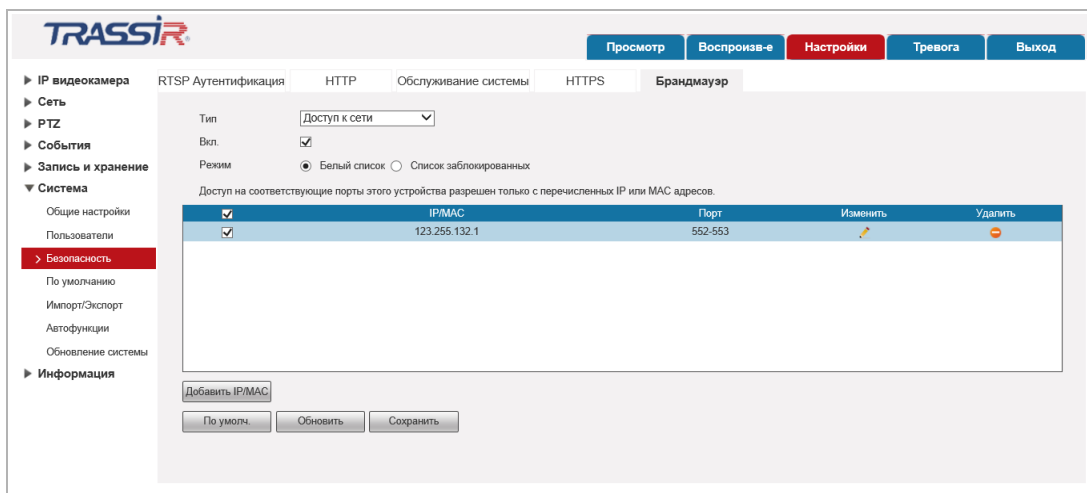 TRASSIR
Просмотр Воспроизв-е Настройки Тревога Выход
IP видеокамера
Сеть
PTZ
События
Запись и хранение
Система
Общие настройки
Пользователи
Безопасность
По умолчанию
Импорт/Экспорт
Автофункции
Обновление системы
Информация
RTSP Аутентификация HTTP Обслуживание системы HTTPS Брандмауэр
Тип Доступ к сети
Вкл.
Режим Белый список Список заблокированных
Доступ на соответствующие порты этого устройства разрешен только с перечисленных IP или MAC адресов.
IP/MAC Порт Изменить Удалить
123.255.132.1 552-553
Добавить IP/MAC
По умолч. Обновить Сохранить